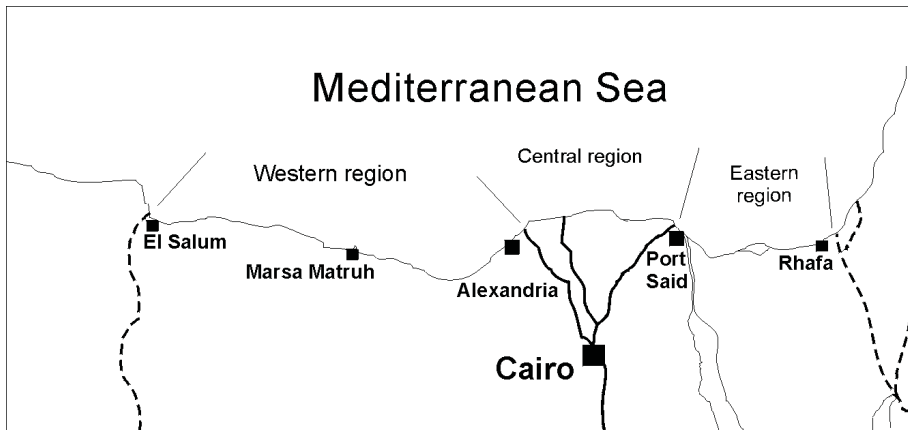 Mediterranean Sea
Central region
Western region
Eastern
region
El Salum
Marsa Matruh
Alexandria
Port
Said
Rhafa
Cairo